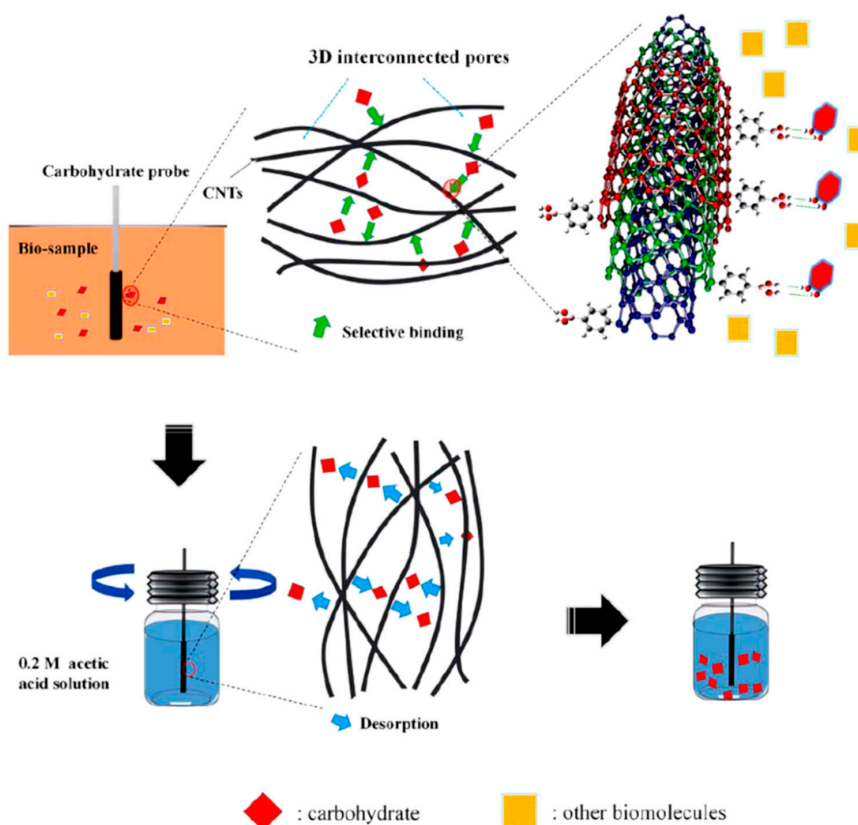 3D interconnected pores
Carbohydrate probe
CNTs
Bio-sample
Selective binding
0.2 M acetic
acid solution
Desorption
: carbohydrate
: other biomolecules